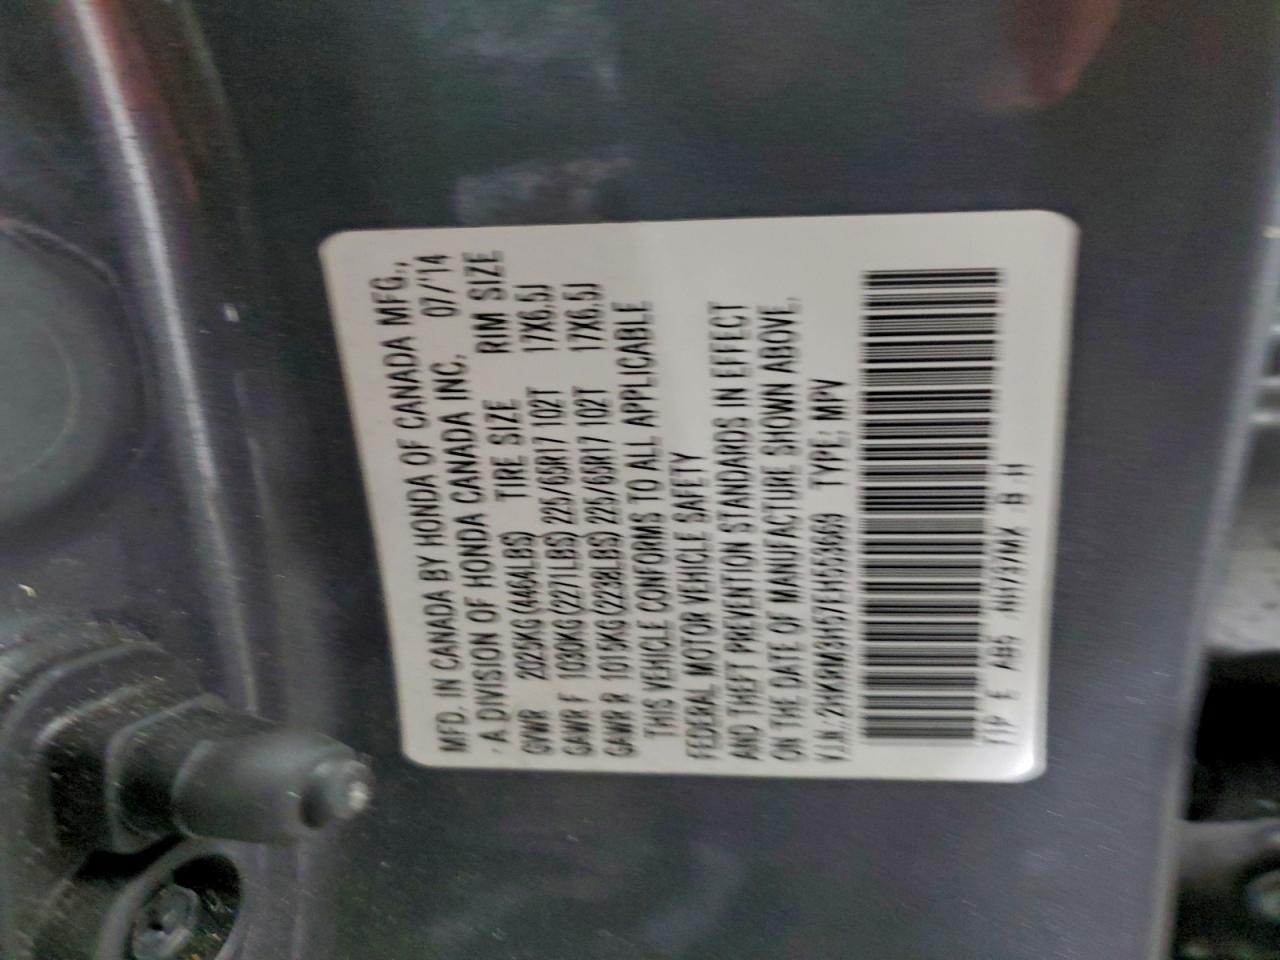 MFD. IN CANADA BY HONDA OF CANADA MFG.,
A DIVISION OF HONDA CANADA INC. 07/'14
GVWR 2025KG(4464LBS) TIRE SIZE RIM SIZE
GAWR F 1030KG(2271LBS) 225/65R17 102T 17X6.5J
GAWR R 1015KG(2238LBS) 225/65R17 102T 17X6.5J
THIS VEHICLE CONFORMS TO ALL APPLICABLE
FEDERAL MOTOR VEHICLE SAFETY
AND THEFT PREVENTION STANDARDS IN EFFECT
ON THE DATE OF MANUFACTURE SHOWN ABOVE.
V.I.N. 2HKRM3H57EH553693 TYPE: MPV